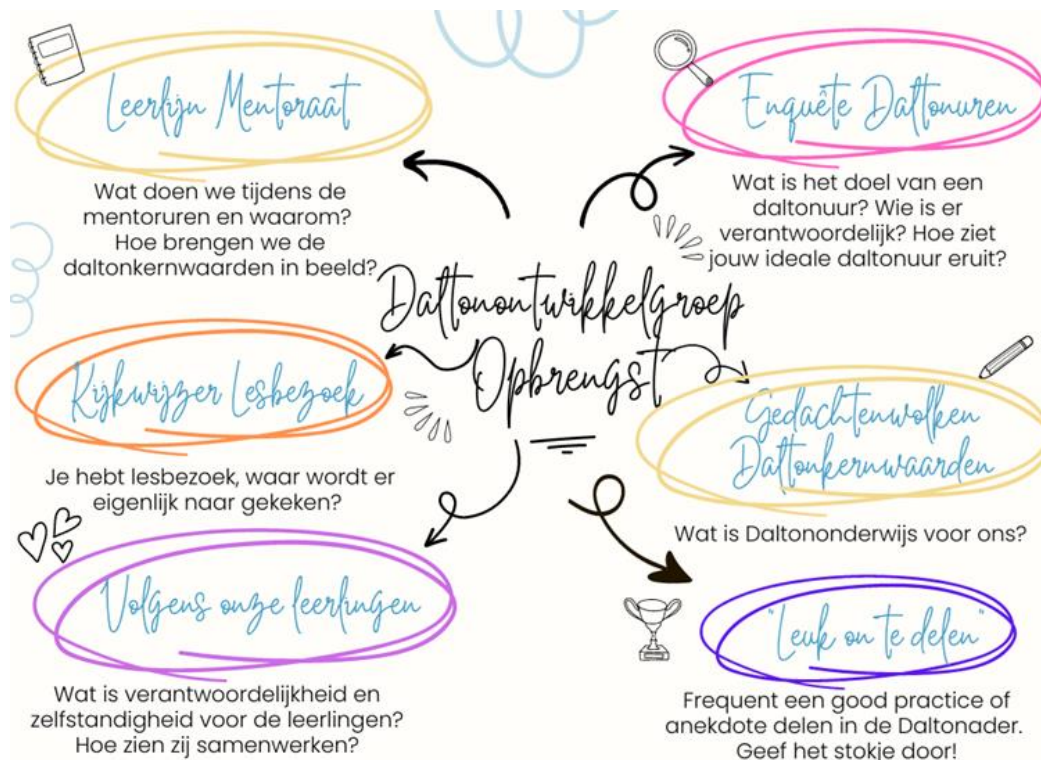 Leerlijn Mentoraat
Wat doen we tijdens de
mentoruren en waarom?
Hoe brengen we de
daltonkernwaarden in beeld?
Enquête Daltonuren
Wat is het doel van een
daltonuur? Wie is er
verantwoordelijk? Hoe ziet
jouw ideale daltonuur eruit?
Daltonontwikkelgroep
Opbrengst
Kijkwijzer Lesbezoek
Je hebt lesbezoek, waar wordt er
eigenlijk naar gekeken?
Gedachtenwolken
Daltonkernwaarden
Wat is Daltononderwijs voor ons?
Volgens onze leerlingen
Wat is verantwoordelijkheid en
zelfstandigheid voor de leerlingen?
Hoe zien zij samenwerken?
"Leuk on te delen"
Frequent een good practice of
anekdote delen in de Daltonader.
Geef het stokje door!